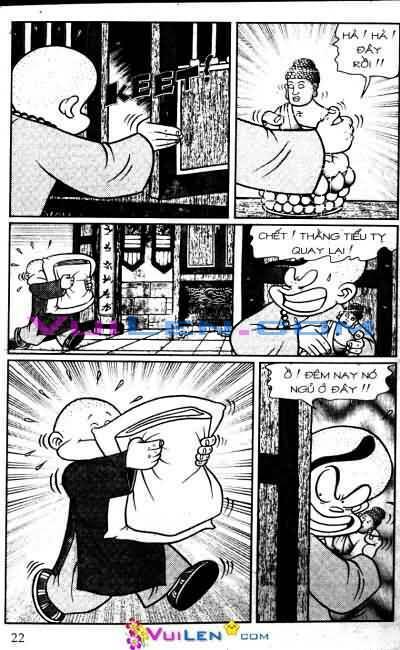 KEET!
HÀ! HÀ!
ĐÂY
RỒI!!
CHẾT! THẰNG TIỂU TY
QUAY LẠI!
VuiLen.com
Ồ! ĐÊM NAY NÓ
NGỦ Ở ĐÂY!!
22
VuiLen.com